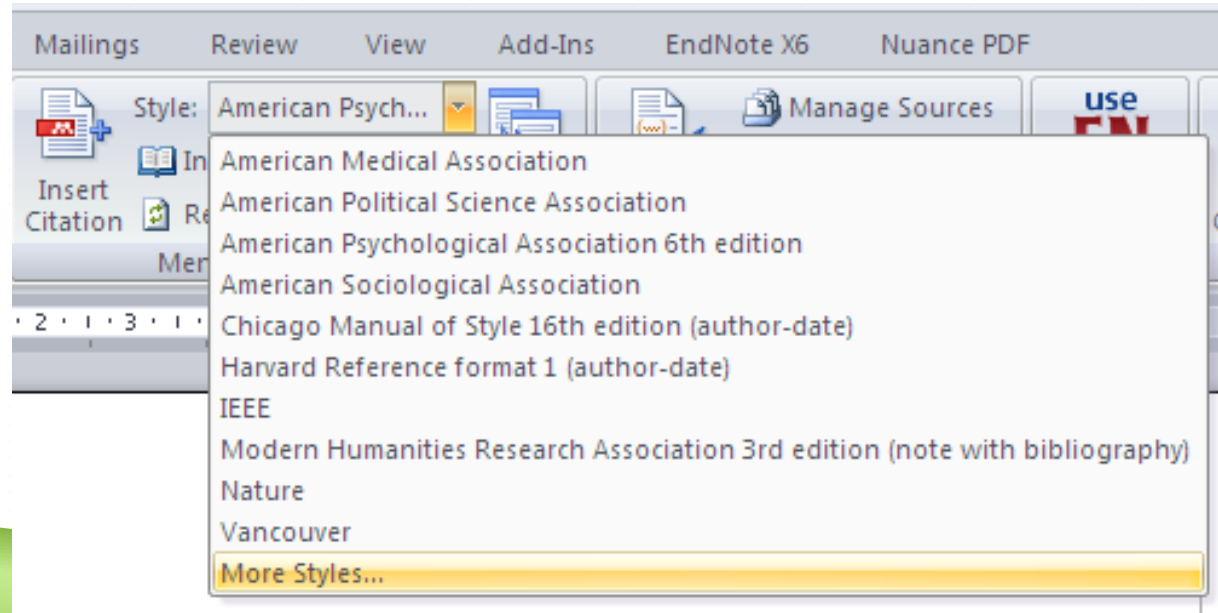 Mailings Review View Add-Ins EndNote X6 Nuance PDF
Style: American Psych... Manage Sources use
Insert
Citation
American Medical Association
American Political Science Association
American Psychological Association 6th edition
American Sociological Association
· 2 · ı · 3 · ı ·
Chicago Manual of Style 16th edition (author-date)
Harvard Reference format 1 (author-date)
IEEE
Modern Humanities Research Association 3rd edition (note with bibliography)
Nature
Vancouver
More Styles...